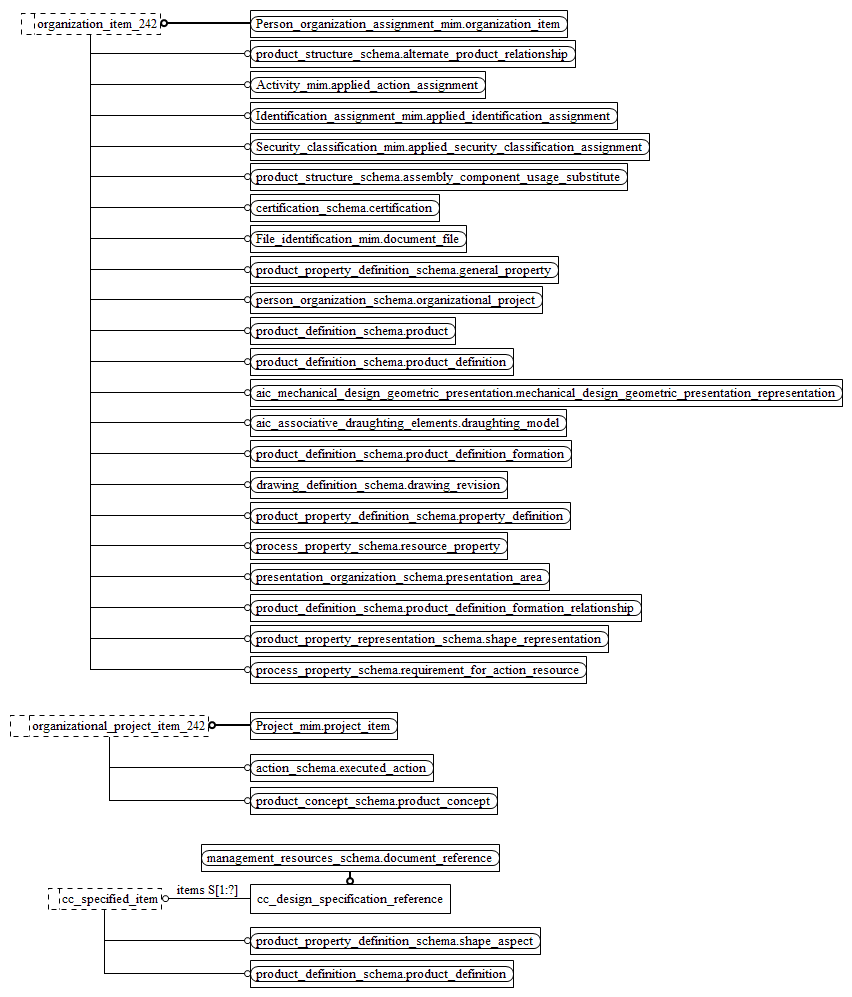 organization_item_242
Person_organization_assignment_mim.organization_item
product_structure_schema.alternate_product_relationship
Activity_mim.applied_action_assignment
Identification_assignment_mim.applied_identification_assignment
Security_classification_mim.applied_security_classification_assignment
product_structure_schema.assembly_component_usage_substitute
certification_schema.certification
File_identification_mim.document_file
product_property_definition_schema.general_property
person_organization_schema.organizational_project
product_definition_schema.product
product_definition_schema.product_definition
aic_mechanical_design_geometric_presentation.mechanical_design_geometric_presentation_representation
aic_associative_draughting_elements.draughting_model
product_definition_schema.product_definition_formation
drawing_definition_schema.drawing_revision
product_property_definition_schema.property_definition
process_property_schema.resource_property
presentation_organization_schema.presentation_area
product_definition_schema.product_definition_formation_relationship
product_property_representation_schema.shape_representation
process_property_schema.requirement_for_action_resource
organizational_project_item_242
Project_mim.project_item
action_schema.executed_action
product_concept_schema.product_concept
management_resources_schema.document_reference
cc_specified_item
items S[1:?]
cc_design_specification_reference
product_property_definition_schema.shape_aspect
product_definition_schema.product_definition